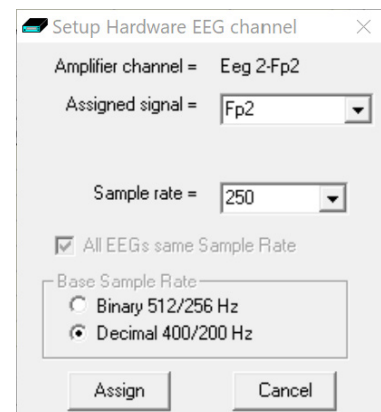 Setup Hardware EEG channel
Amplifier channel = Eeg 2-Fp2
Assigned signal = Fp2
Sample rate = 250
All EEGs same Sample Rate
Base Sample Rate
Binary 512/256 Hz
Decimal 400/200 Hz
Assign Cancel